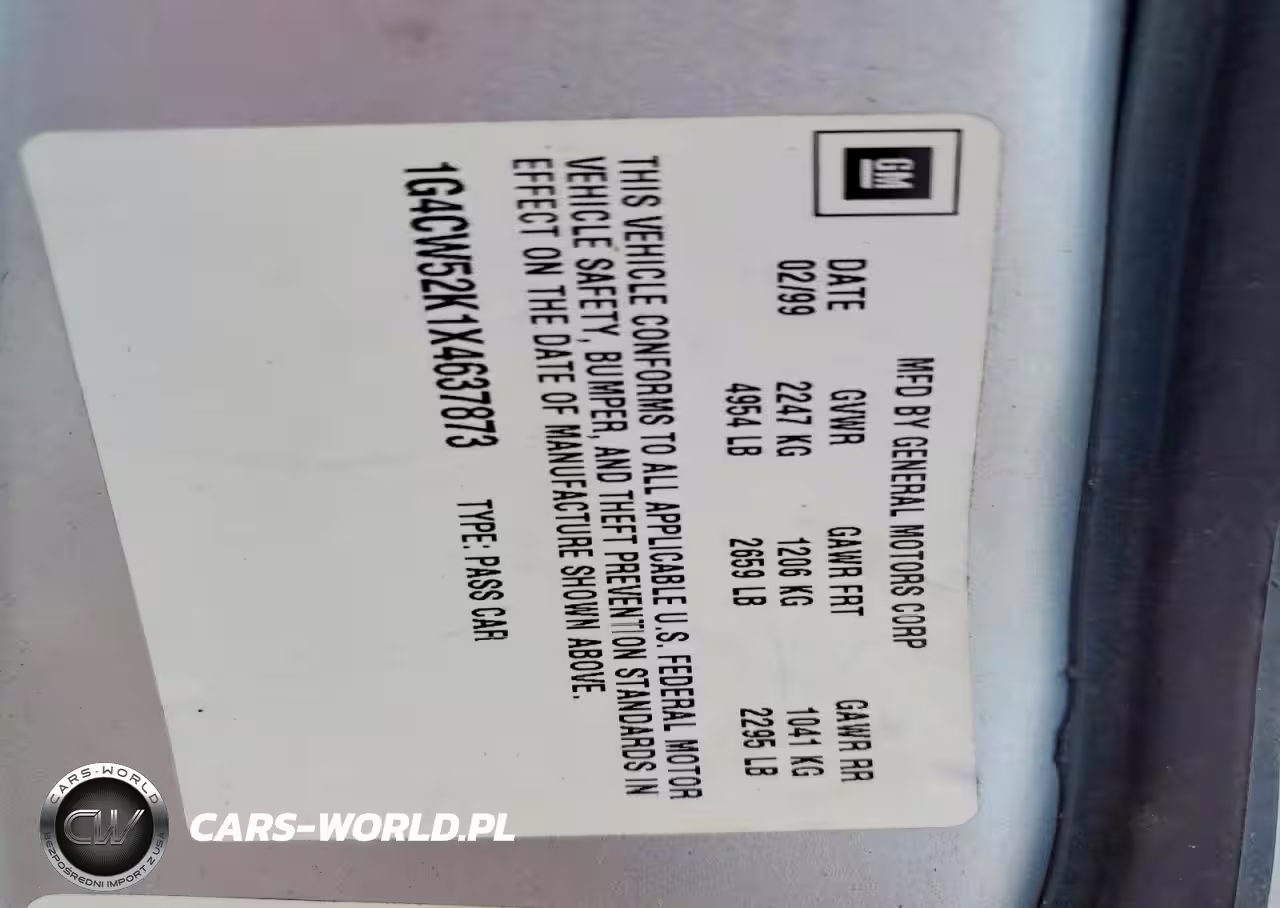 GM
MFD BY GENERAL MOTORS CORP
DATE GVWR GAWR FRT GAWR RR
02/99 2247 KG 1206 KG 1041 KG
4954 LB 2659 LB 2295 LB
THIS VEHICLE CONFORMS TO ALL APPLICABLE U.S. FEDERAL MOTOR
VEHICLE SAFETY, BUMPER, AND THEFT PREVENTION STANDARDS IN
EFFECT ON THE DATE OF MANUFACTURE SHOWN ABOVE.
1G4CW52K1X4637873 TYPE: PASS CAR
CARS-WORLD
CW
BEZPOŚREDNI IMPORT Z USA
CARS-WORLD.PL